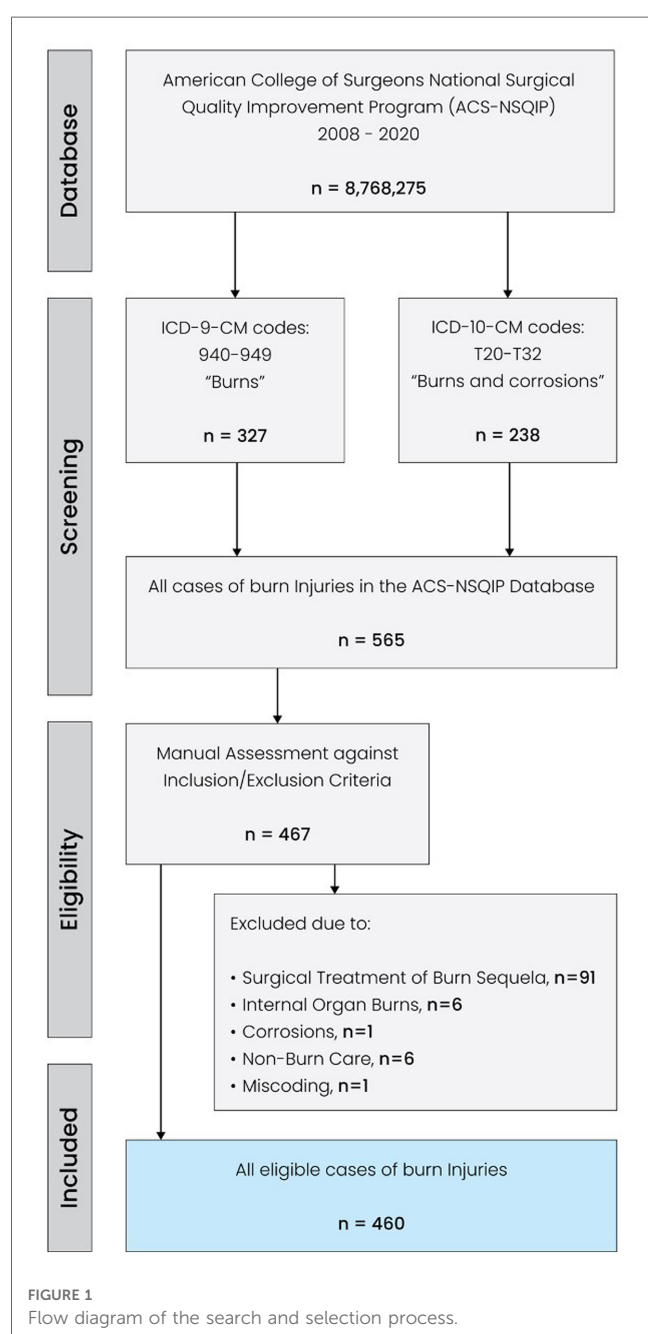 Database
American College of Surgeons National Surgical
Quality Improvement Program (ACS-NSQIP)
2008 - 2020
n = 8,768,275
Screening
ICD-9-CM codes:
940-949
“Burns”
n = 327
ICD-10-CM codes:
T20-T32
“Burns and corrosions”
n = 238
All cases of burn Injuries in the ACS-NSQIP Database
n = 565
Eligibility
Manual Assessment against
Inclusion/Exclusion Criteria
n = 467
Excluded due to:
• Surgical Treatment of Burn Sequela, n=91
• Internal Organ Burns, n=6
• Corrosions, n=1
• Non-Burn Care, n=6
• Miscoding, n=1
Included
All eligible cases of burn Injuries
n = 460
FIGURE 1
Flow diagram of the search and selection process.